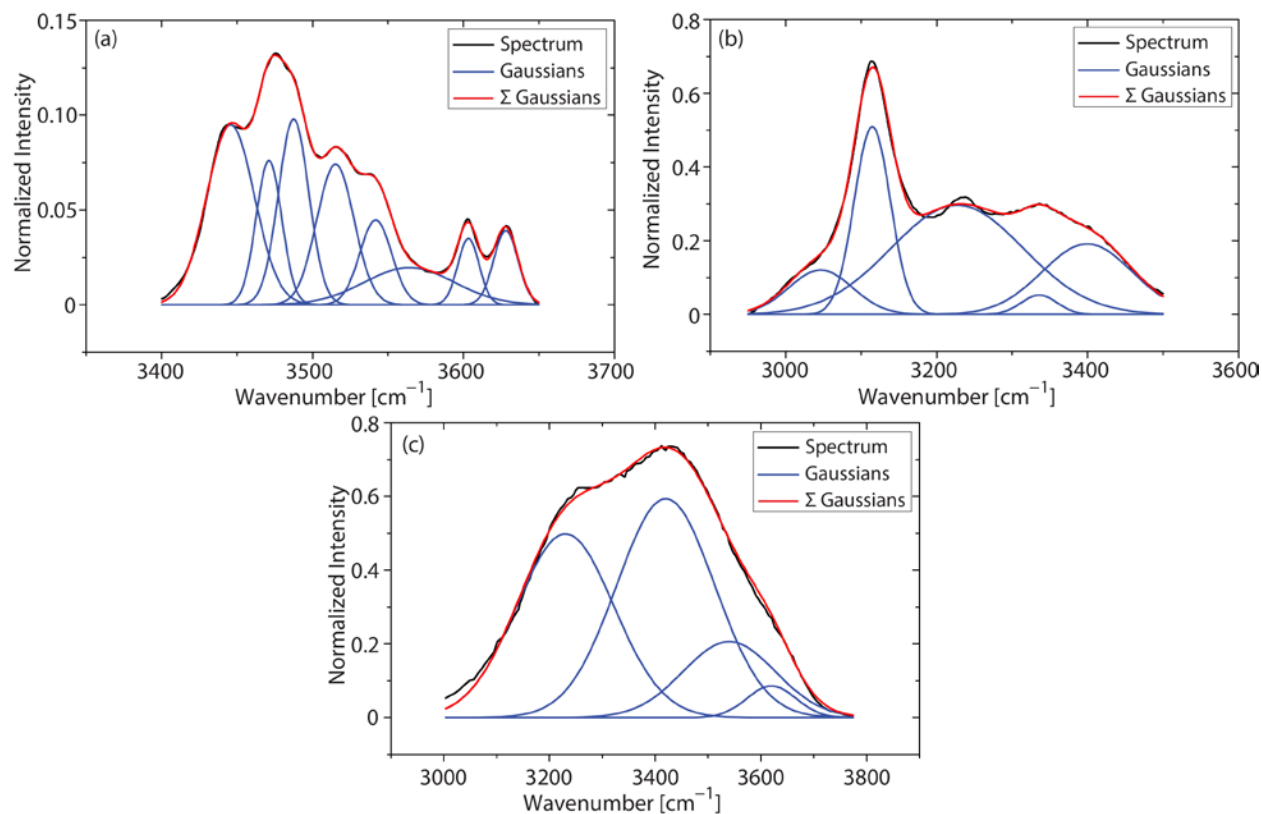 (a)
Spectrum
Gaussians
Σ Gaussians
Normalized Intensity
0.15
0.10
0.05
0
3400 3500 3600 3700
Wavenumber [cm⁻¹]
(b)
Spectrum
Gaussians
Σ Gaussians
Normalized Intensity
0.8
0.6
0.4
0.2
0
3000 3200 3400 3600
Wavenumber [cm⁻¹]
(c)
Spectrum
Gaussians
Σ Gaussians
Normalized Intensity
0.8
0.6
0.4
0.2
0
3000 3200 3400 3600 3800
Wavenumber [cm⁻¹]